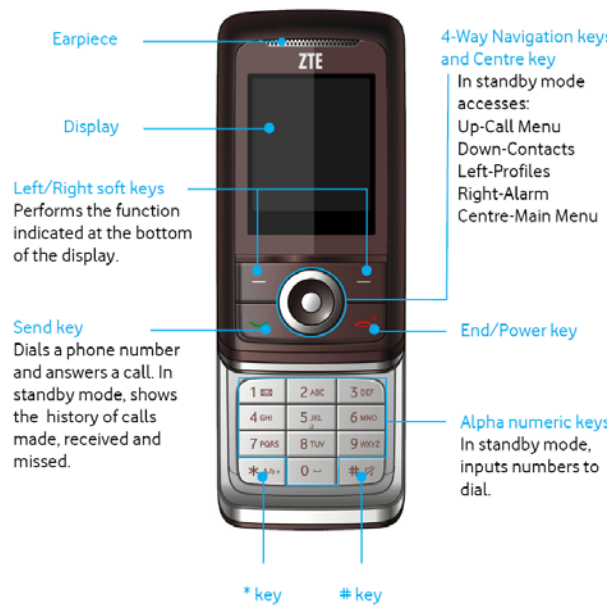 Earpiece
ZTE
Display
4-Way Navigation keys
and Centre key
In standby mode
accesses:
Up-Call Menu
Down-Contacts
Left-Profiles
Right-Alarm
Centre-Main Menu
Left/Right soft keys
Performs the function
indicated at the bottom
of the display.
Send key
Dials a phone number
and answers a call. In
standby mode, shows
the history of calls
made, received and
missed.
End/Power key
1 2 ABC 3 DEF
4 GHI 5 JKL 6 MNO
7 PQRS 8 TUV 9 WXYZ
* 0 #
Alpha numeric keys
In standby mode,
inputs numbers to
dial.
* key # key